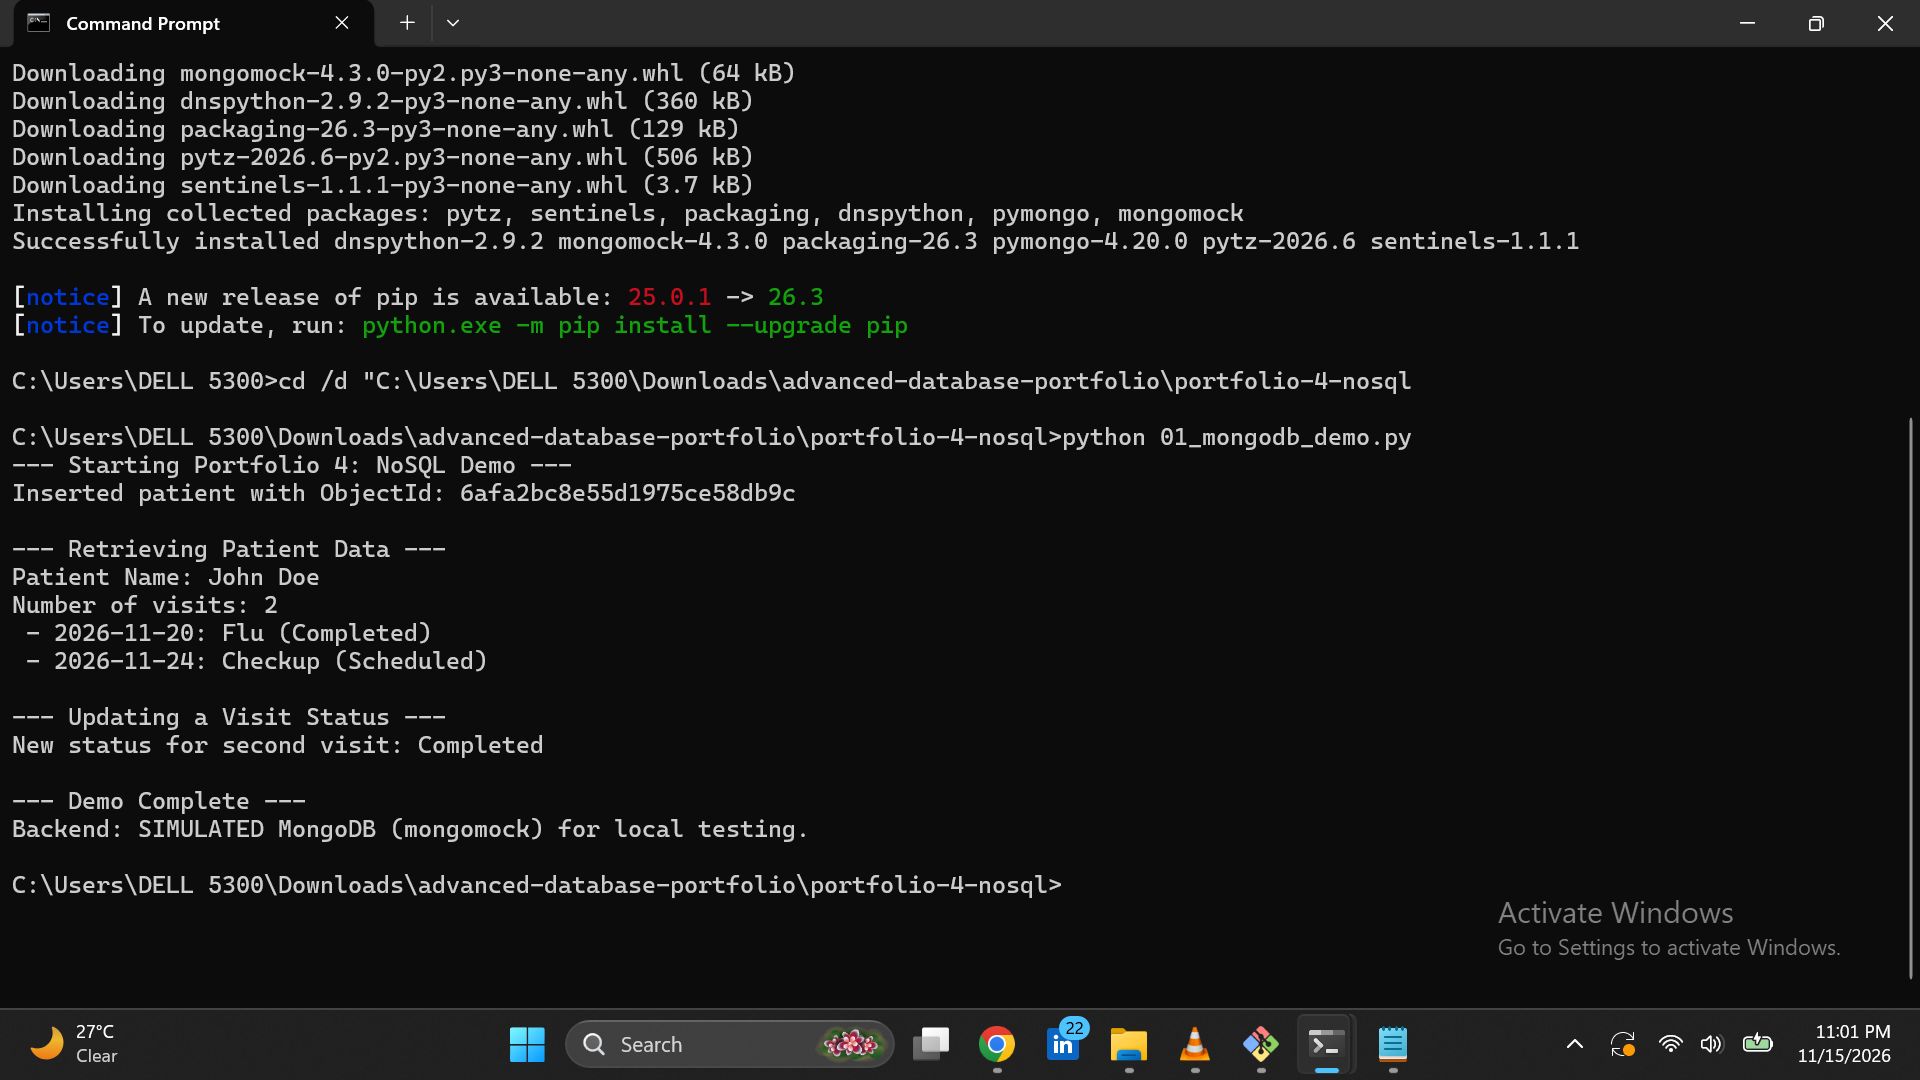 Command Prompt
Downloading mongomock-4.3.0-py2.py3-none-any.whl (64 kB)
Downloading dnspython-2.9.2-py3-none-any.whl (360 kB)
Downloading packaging-26.3-py3-none-any.whl (129 kB)
Downloading pytz-2026.6-py2.py3-none-any.whl (506 kB)
Downloading sentinels-1.1.1-py3-none-any.whl (3.7 kB)
Installing collected packages: pytz, sentinels, packaging, dnspython, pymongo, mongomock
Successfully installed dnspython-2.9.2 mongomock-4.3.0 packaging-26.3 pymongo-4.20.0 pytz-2026.6 sentinels-1.1.1
[notice] A new release of pip is available: 25.0.1 -> 26.3
[notice] To update, run: python.exe -m pip install --upgrade pip
C:\Users\DELL 5300>cd /d "C:\Users\DELL 5300\Downloads\advanced-database-portfolio\portfolio-4-nosql
C:\Users\DELL 5300\Downloads\advanced-database-portfolio\portfolio-4-nosql>python 01_mongodb_demo.py
--- Starting Portfolio 4: NoSQL Demo ---
Inserted patient with ObjectId: 6afa2bc8e55d1975ce58db9c
--- Retrieving Patient Data ---
Patient Name: John Doe
Number of visits: 2
 - 2026-11-20: Flu (Completed)
 - 2026-11-24: Checkup (Scheduled)
--- Updating a Visit Status ---
New status for second visit: Completed
--- Demo Complete ---
Backend: SIMULATED MongoDB (mongomock) for local testing.
C:\Users\DELL 5300\Downloads\advanced-database-portfolio\portfolio-4-nosql>
Activate Windows
Go to Settings to activate Windows.
27°C
Clear
Search
22
in
11:01 PM
11/15/2026